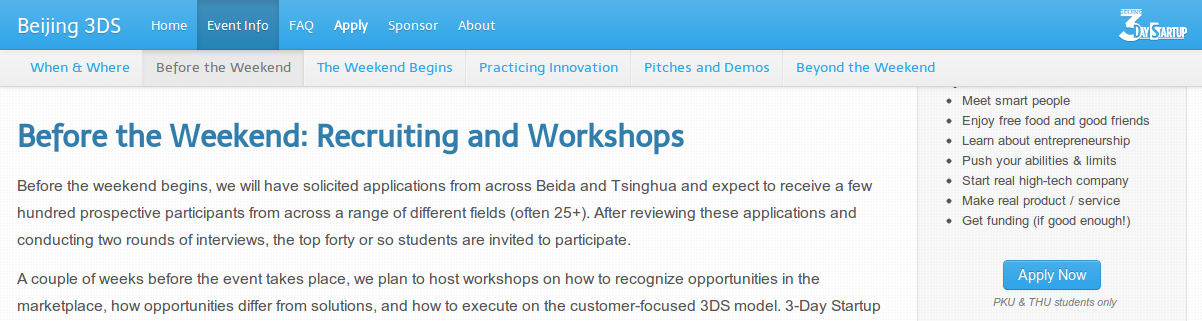 Beijing 3DS Home Event Info FAQ Apply Sponsor About
3 Day Startup
When & Where Before the Weekend The Weekend Begins Practicing Innovation Pitches and Demos Beyond the Weekend
Before the Weekend: Recruiting and Workshops
Before the weekend begins, we will have solicited applications from across Beida and Tsinghua and expect to receive a few
hundred prospective participants from across a range of different fields (often 25+). After reviewing these applications and
conducting two rounds of interviews, the top forty or so students are invited to participate.
A couple of weeks before the event takes place, we plan to host workshops on how to recognize opportunities in the
marketplace, how opportunities differ from solutions, and how to execute on the customer-focused 3DS model. 3-Day Startup
Meet smart people
Enjoy free food and good friends
Learn about entrepreneurship
Push your abilities & limits
Start real high-tech company
Make real product / service
Get funding (if good enough!)
Apply Now
PKU & THU students only